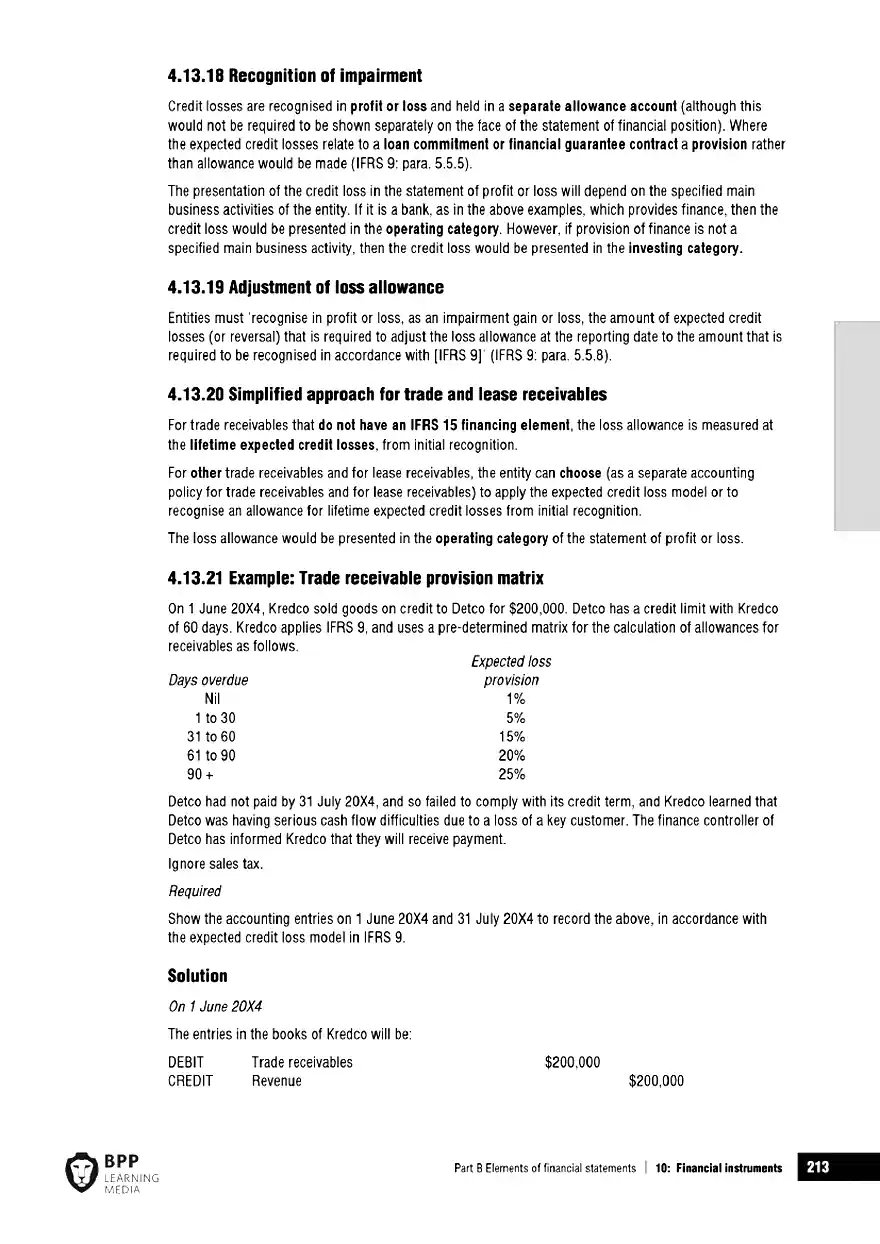 4.13.18 Recognition of impairment
Credit losses are recognised in profit or loss and held in a separate allowance account (although this
would not be required to be shown separately on the face of the statement of financial position). Where
the expected credit losses relate to a loan commitment or financial guarantee contract a provision rather
than allowance would be made (IFRS 9: para. 5.5.5).
The presentation of the credit loss in the statement of profit or loss will depend on the specified main
business activities of the entity. If it is a bank, as in the above examples, which provides finance, then the
credit loss would be presented in the operating category. However, if provision of finance is not a
specified main business activity, then the credit loss would be presented in the investing category.
4.13.19 Adjustment of loss allowance
Entities must 'recognise in profit or loss, as an impairment gain or loss, the amount of expected credit
losses (or reversal) that is required to adjust the loss allowance at the reporting date to the amount that is
required to be recognised in accordance with [IFRS 9]' (IFRS 9: para. 5.5.8).
4.13.20 Simplified approach for trade and lease receivables
For trade receivables that do not have an IFRS 15 financing element, the loss allowance is measured at
the lifetime expected credit losses, from initial recognition.
For other trade receivables and for lease receivables, the entity can choose (as a separate accounting
policy for trade receivables and for lease receivables) to apply the expected credit loss model or to
recognise an allowance for lifetime expected credit losses from initial recognition.
The loss allowance would be presented in the operating category of the statement of profit or loss.
4.13.21 Example: Trade receivable provision matrix
On 1 June 20X4, Kredco sold goods on credit to Detco for $200,000. Detco has a credit limit with Kredco
of 60 days. Kredco applies IFRS 9, and uses a pre-determined matrix for the calculation of allowances for
receivables as follows.
Expected loss
Days overdue provision
Nil 1%
1 to 30 5%
31 to 60 15%
61 to 90 20%
90 + 25%
Detco had not paid by 31 July 20X4, and so failed to comply with its credit term, and Kredco learned that
Detco was having serious cash flow difficulties due to a loss of a key customer. The finance controller of
Detco has informed Kredco that they will receive payment.
Ignore sales tax.
Required
Show the accounting entries on 1 June 20X4 and 31 July 20X4 to record the above, in accordance with
the expected credit loss model in IFRS 9.
Solution
On 1 June 20X4
The entries in the books of Kredco will be:
DEBIT Trade receivables $200,000
CREDIT Revenue $200,000
BPP
LEARNING
MEDIA
Part B Elements of financial statements | 10: Financial instruments 213